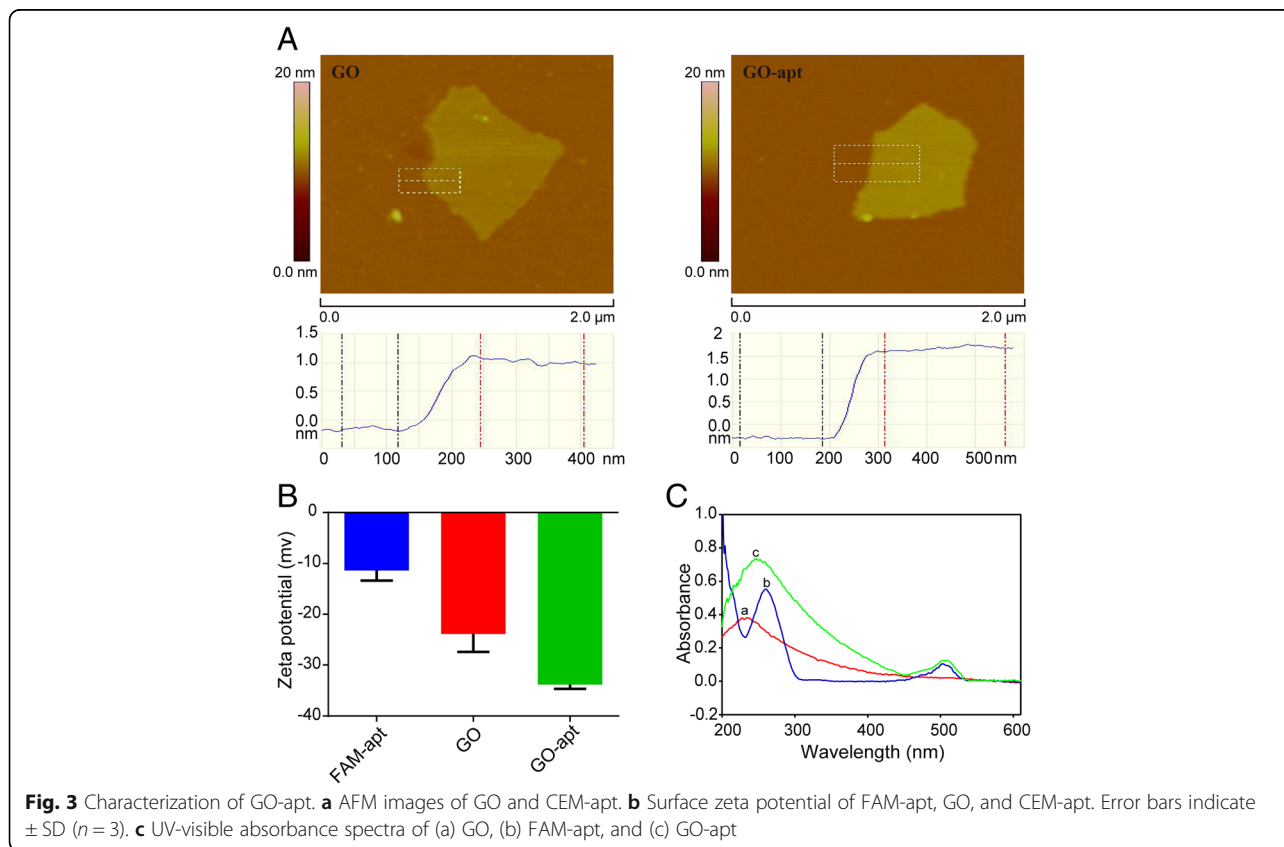 A
20 nm
GO
0.0 nm
0.0 2.0 µm
1.5
1.0
0.5
0.0
nm
0 100 200 300 400 nm
20 nm
GO-apt
0.0 nm
0.0 2.0 µm
2
1.5
1.0
0.5
0.0
nm
0 100 200 300 400 500 nm
B
Zeta potential (mv)
0
-10
-20
-30
-40
FAM-apt
GO
GO-apt
C
Absorbance
1.0
0.8
0.6
0.4
0.2
0.0
-0.2
c
b
a
200 300 400 500 600
Wavelength (nm)
Fig. 3 Characterization of GO-apt. a AFM images of GO and CEM-apt. b Surface zeta potential of FAM-apt, GO, and CEM-apt. Error bars indicate
± SD (n = 3). c UV-visible absorbance spectra of (a) GO, (b) FAM-apt, and (c) GO-apt